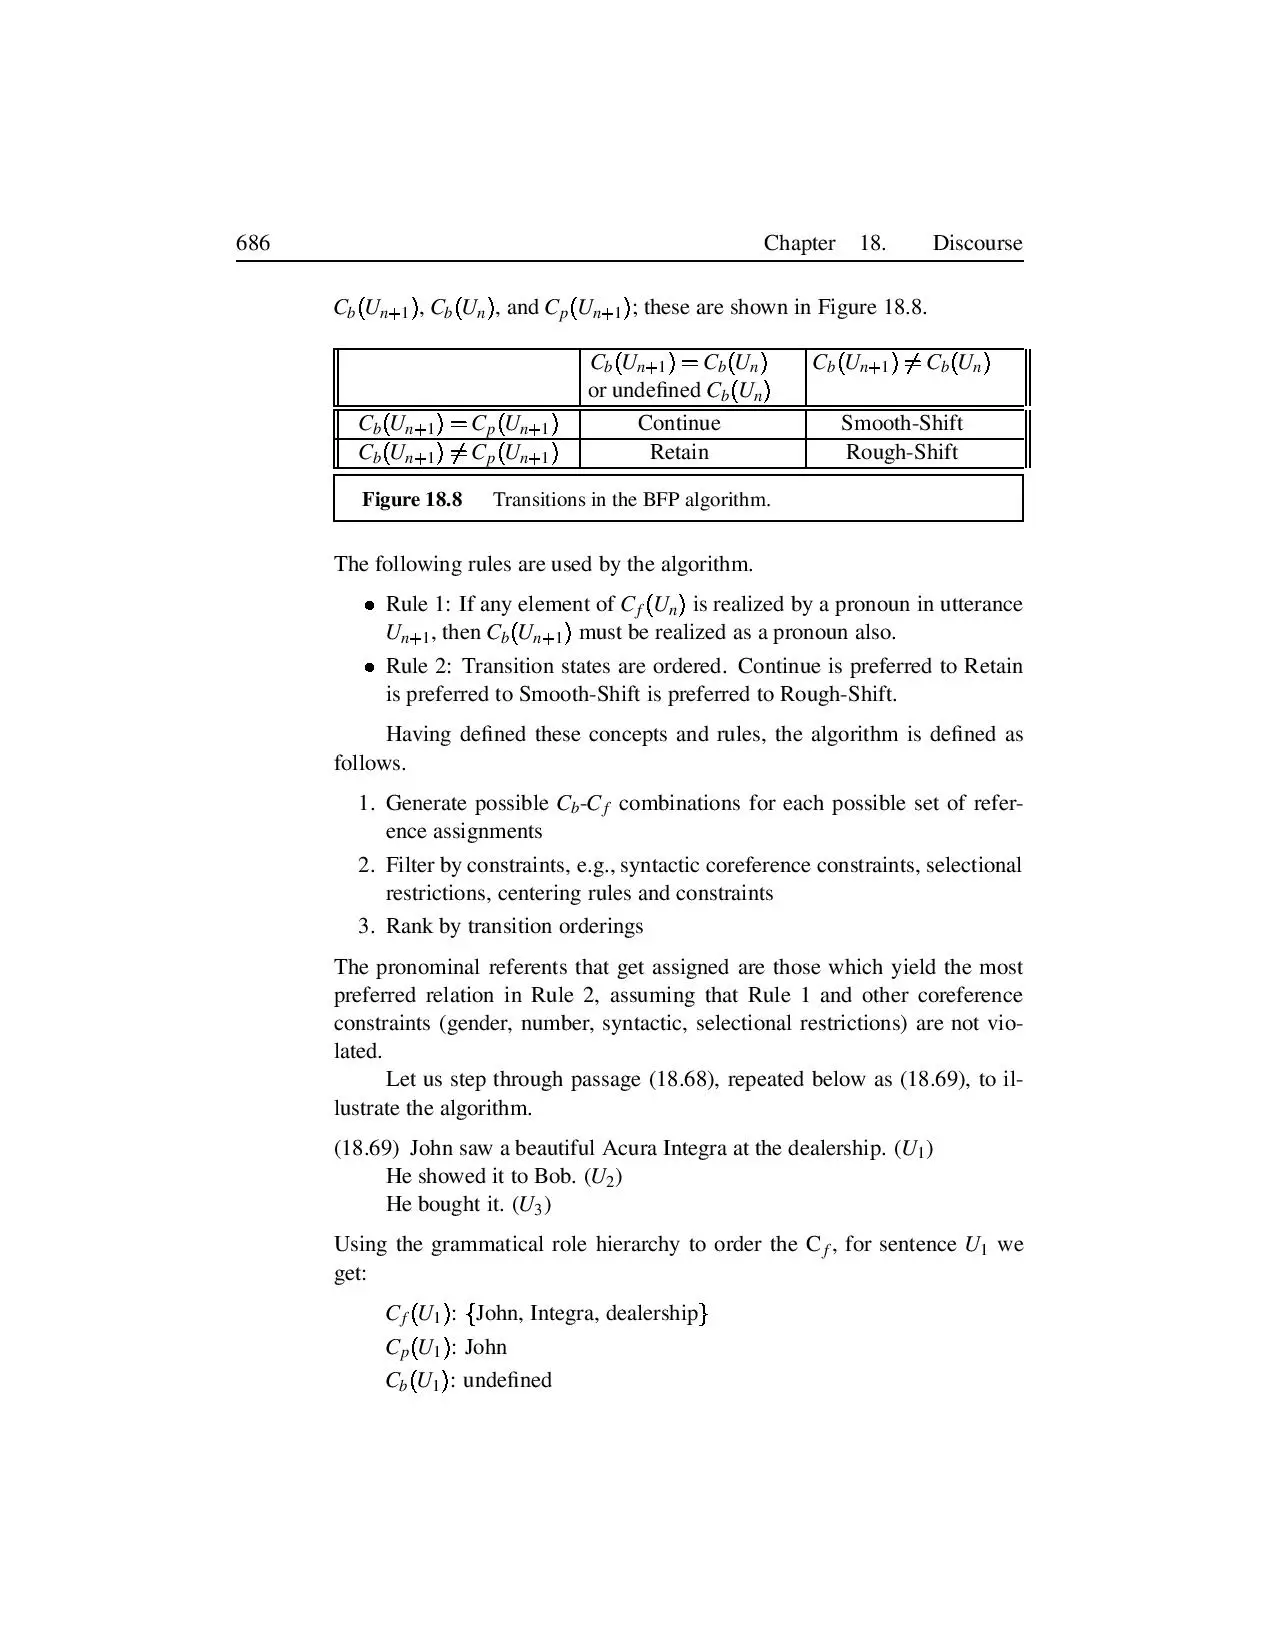 686 Chapter 18. Discourse
C_b(U_{n+1}), C_b(U_n), and C_p(U_{n+1}); these are shown in Figure 18.8.
C_b(U_{n+1}) = C_b(U_n) C_b(U_{n+1}) ≠ C_b(U_n)
or undefined C_b(U_n)
C_b(U_{n+1}) = C_p(U_{n+1}) Continue Smooth-Shift
C_b(U_{n+1}) ≠ C_p(U_{n+1}) Retain Rough-Shift
Figure 18.8 Transitions in the BFP algorithm.
The following rules are used by the algorithm.
• Rule 1: If any element of C_f(U_n) is realized by a pronoun in utterance
U_{n+1}, then C_b(U_{n+1}) must be realized as a pronoun also.
• Rule 2: Transition states are ordered. Continue is preferred to Retain
is preferred to Smooth-Shift is preferred to Rough-Shift.
Having defined these concepts and rules, the algorithm is defined as
follows.
1. Generate possible C_b-C_f combinations for each possible set of refer-
ence assignments
2. Filter by constraints, e.g., syntactic coreference constraints, selectional
restrictions, centering rules and constraints
3. Rank by transition orderings
The pronominal referents that get assigned are those which yield the most
preferred relation in Rule 2, assuming that Rule 1 and other coreference
constraints (gender, number, syntactic, selectional restrictions) are not vio-
lated.
Let us step through passage (18.68), repeated below as (18.69), to il-
lustrate the algorithm.
(18.69) John saw a beautiful Acura Integra at the dealership. (U_1)
He showed it to Bob. (U_2)
He bought it. (U_3)
Using the grammatical role hierarchy to order the C_f, for sentence U_1 we
get:
C_f(U_1): {John, Integra, dealership}
C_p(U_1): John
C_b(U_1): undefined